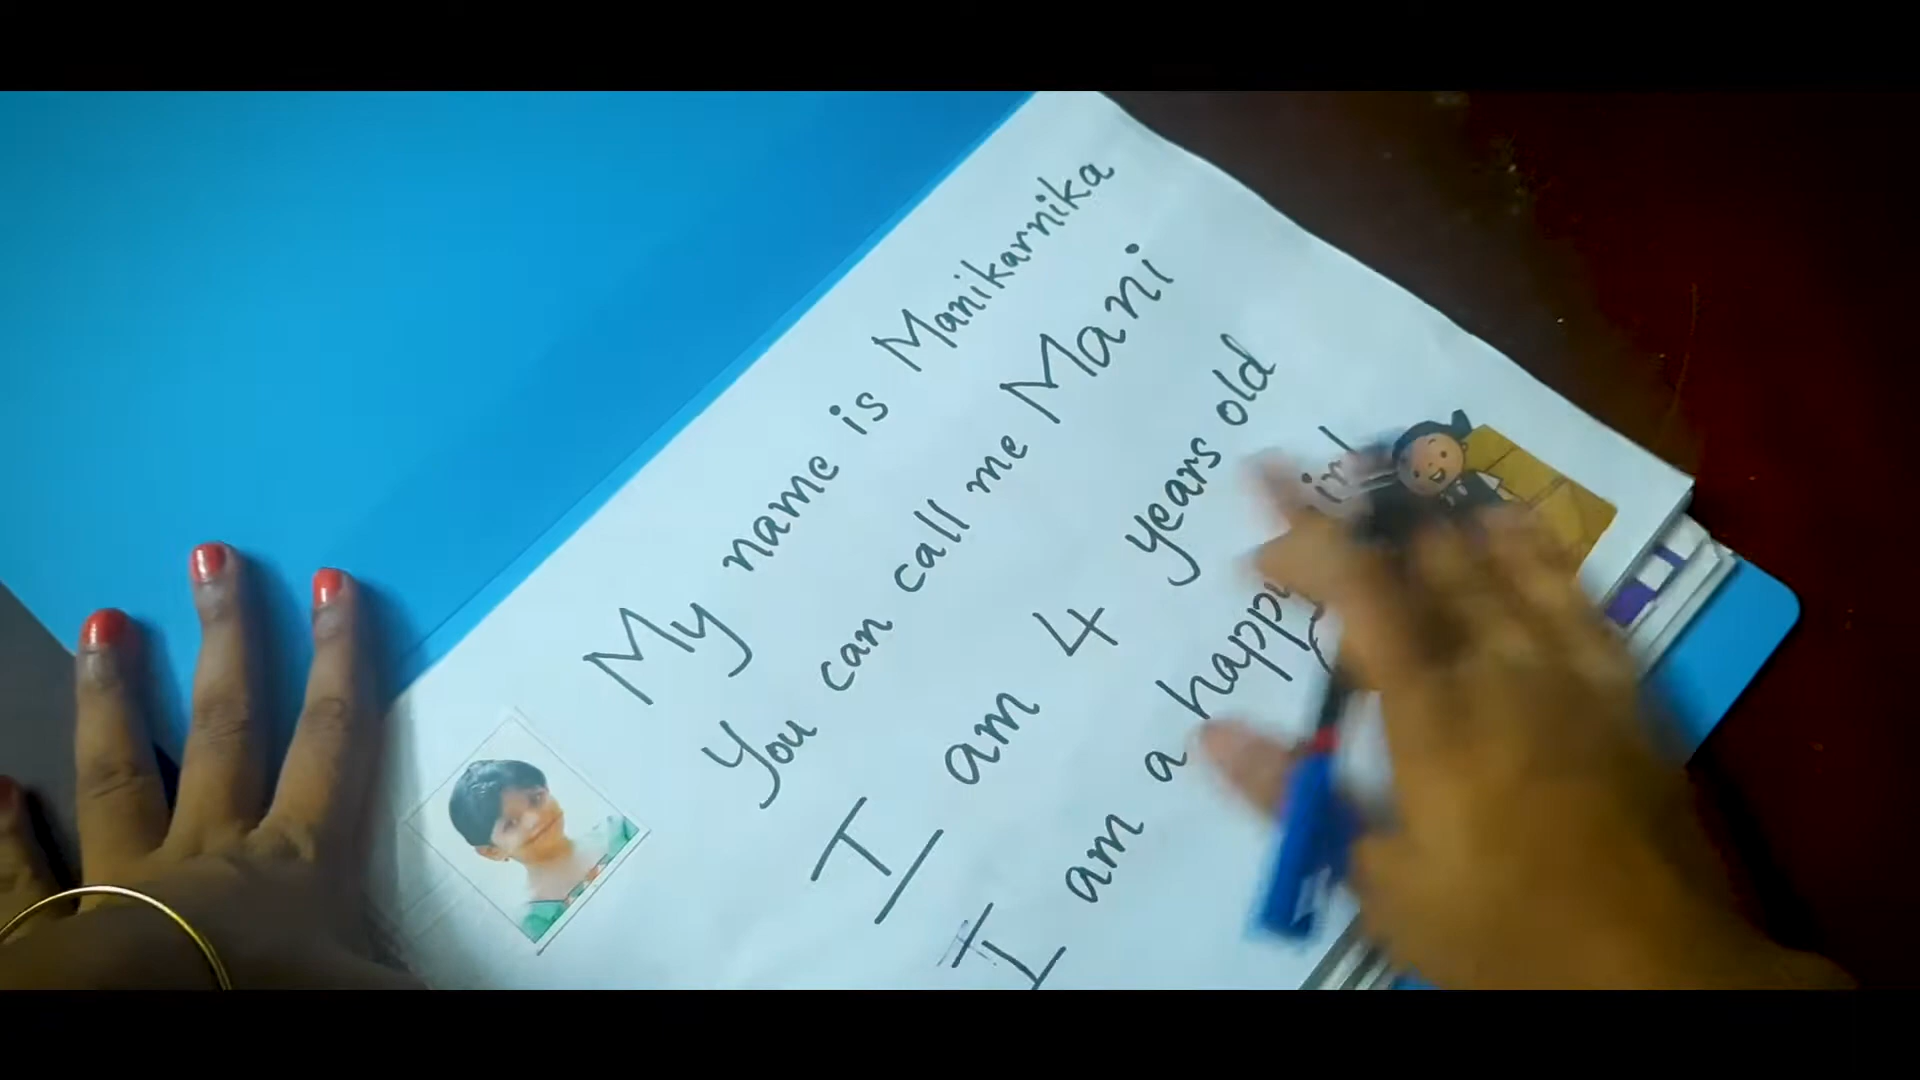 My name is Manikarnika
You can call me Mani
I am 4 years old
I am a happy